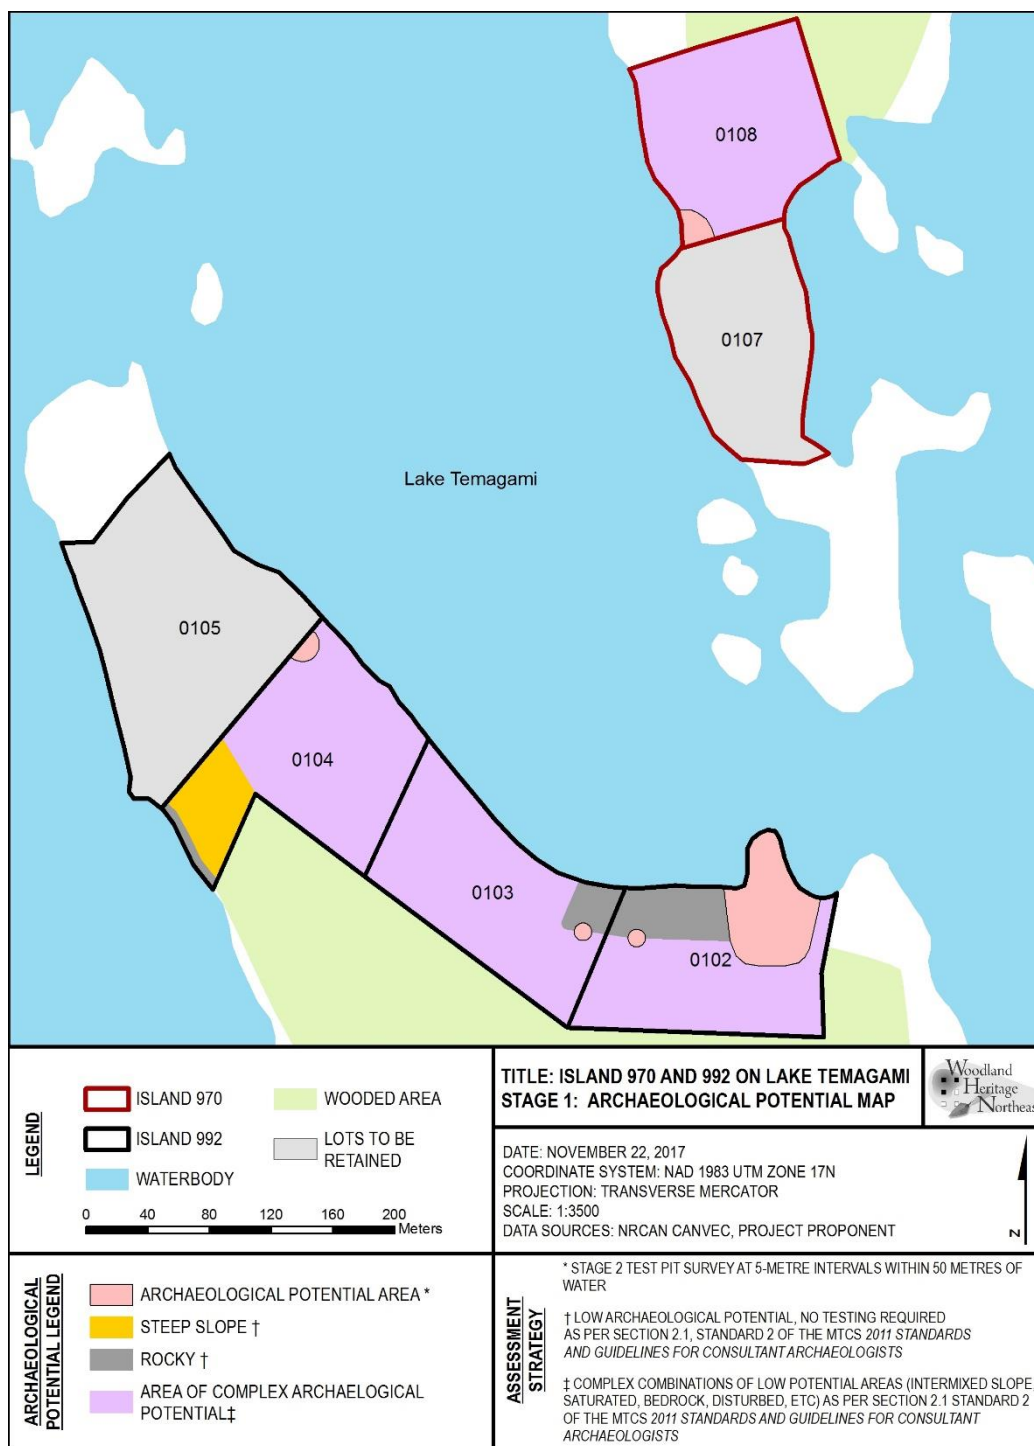 0108
0107
Lake Temagami
0105
0104
0103
0102
LEGEND
ISLAND 970
ISLAND 992
WATERBODY
WOODED AREA
LOTS TO BE
RETAINED
0 40 80 120 160 200
Meters
TITLE: ISLAND 970 AND 992 ON LAKE TEMAGAMI
STAGE 1: ARCHAEOLOGICAL POTENTIAL MAP
Woodland
Heritage
Northeast
DATE: NOVEMBER 22, 2017
COORDINATE SYSTEM: NAD 1983 UTM ZONE 17N
PROJECTION: TRANSVERSE MERCATOR
SCALE: 1:3500
DATA SOURCES: NRCAN CANVEC, PROJECT PROPONENT
N
ARCHAEOLOGICAL
POTENTIAL LEGEND
ARCHAEOLOGICAL POTENTIAL AREA *
STEEP SLOPE †
ROCKY †
AREA OF COMPLEX ARCHAELOGICAL
POTENTIAL‡
ASSESSMENT
STRATEGY
* STAGE 2 TEST PIT SURVEY AT 5-METRE INTERVALS WITHIN 50 METRES OF
WATER
† LOW ARCHAEOLOGICAL POTENTIAL, NO TESTING REQUIRED
AS PER SECTION 2.1, STANDARD 2 OF THE MTCS 2011 STANDARDS
AND GUIDELINES FOR CONSULTANT ARCHAEOLOGISTS
‡ COMPLEX COMBINATIONS OF LOW POTENTIAL AREAS (INTERMIXED SLOPE,
SATURATED, BEDROCK, DISTURBED, ETC) AS PER SECTION 2.1 STANDARD 2
OF THE MTCS 2011 STANDARDS AND GUIDELINES FOR CONSULTANT
ARCHAEOLOGISTS